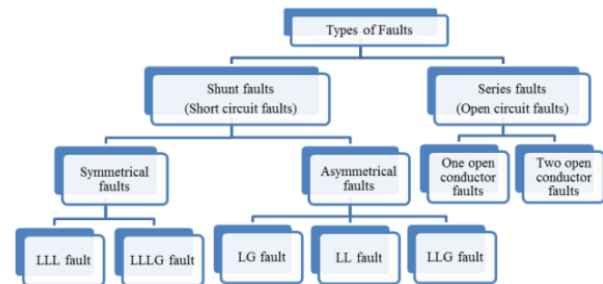 Types of Faults
Shunt faults
(Short circuit faults)
Series faults
(Open circuit faults)
Symmetrical
faults
Asymmetrical
faults
One open
conductor
faults
Two open
conductor
faults
LLL fault
LLLG fault
LG fault
LL fault
LLG fault